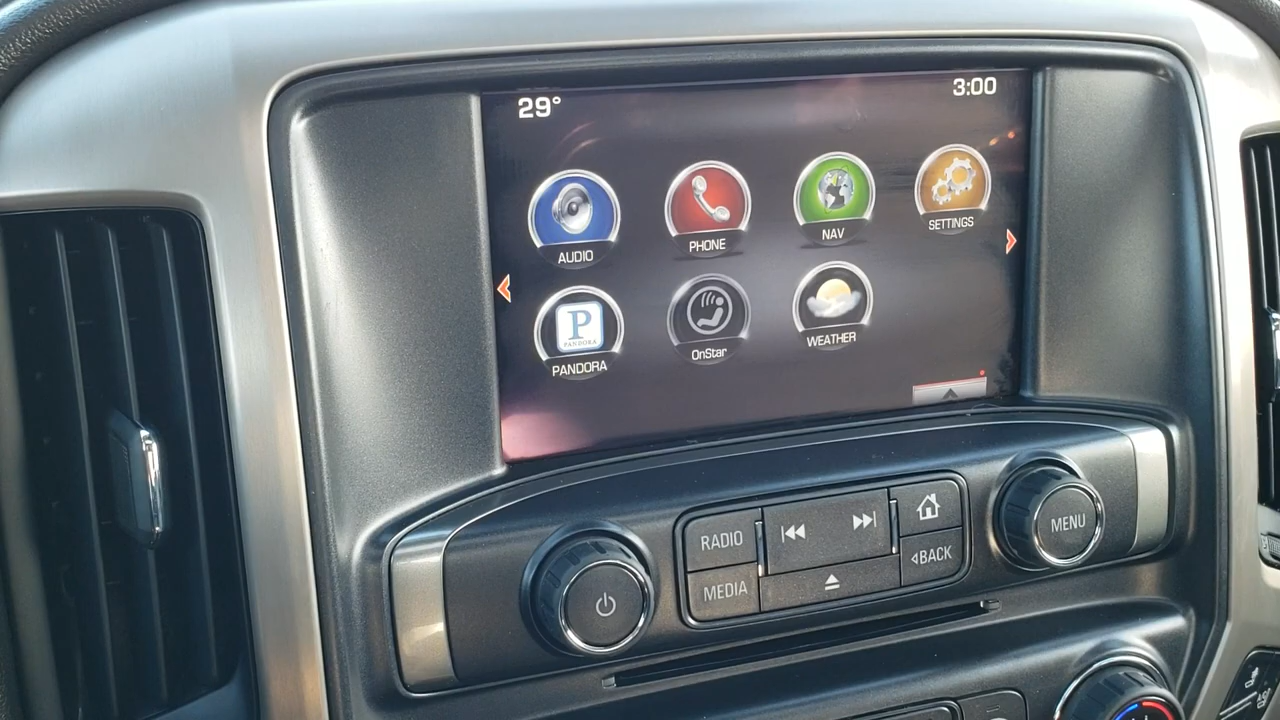 29° 3:00
AUDIO PHONE NAV SETTINGS
P
PANDORA
PANDORA OnStar WEATHER
RADIO
MEDIA
BACK
MENU